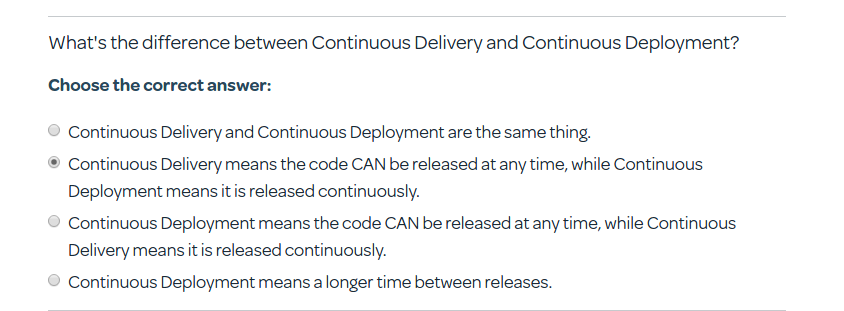 What's the difference between Continuous Delivery and Continuous Deployment?
Choose the correct answer:
Continuous Delivery and Continuous Deployment are the same thing.
Continuous Delivery means the code CAN be released at any time, while Continuous
Deployment means it is released continuously.
Continuous Deployment means the code CAN be released at any time, while Continuous
Delivery means it is released continuously.
Continuous Deployment means a longer time between releases.